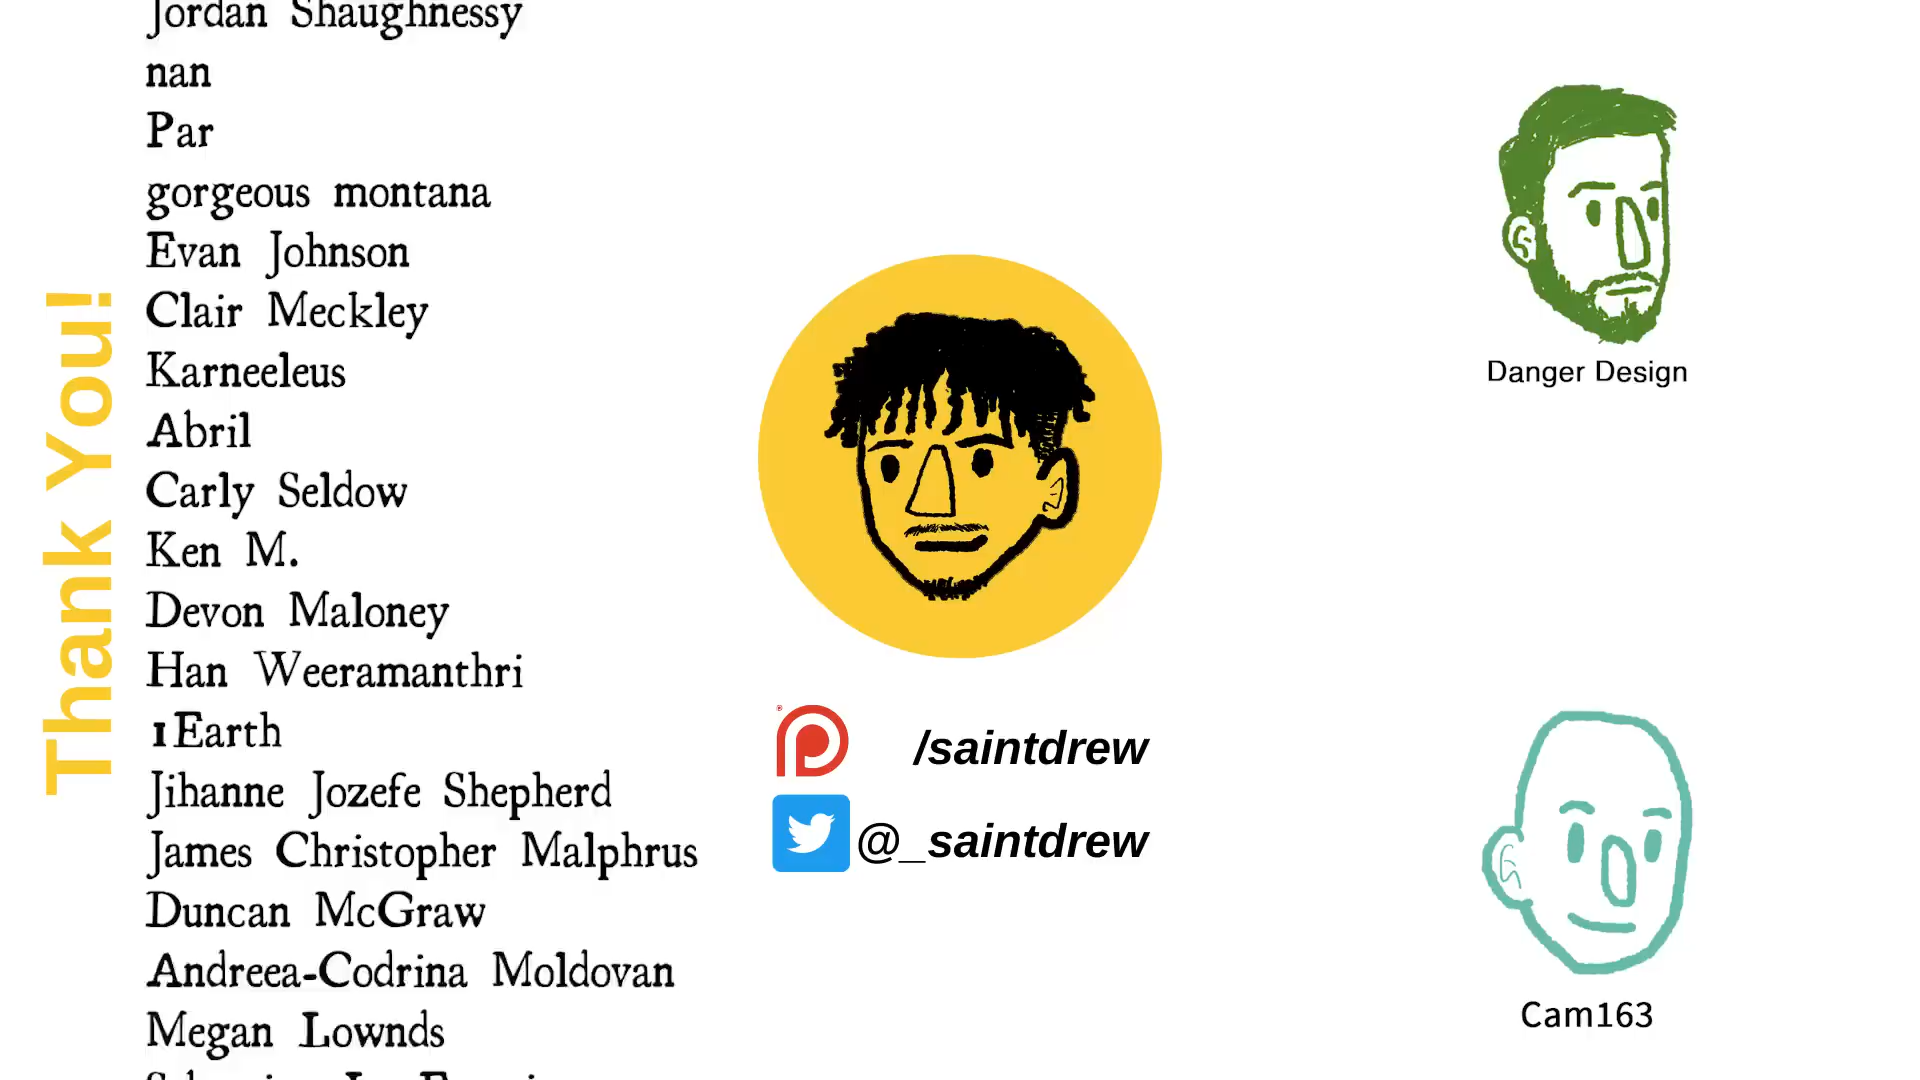 Thank You!
Jordan Shaughnessy
nan
Par
gorgeous montana
Evan Johnson
Clair Meckley
Karneeleus
Abril
Carly Seldow
Ken M.
Devon Maloney
Han Weeramanthri
1Earth
Jihanne Jozefe Shepherd
James Christopher Malphrus
Duncan McGraw
Andreea-Codrina Moldovan
Megan Lownds
/saintdrew
@_saintdrew
Danger Design
Cam163